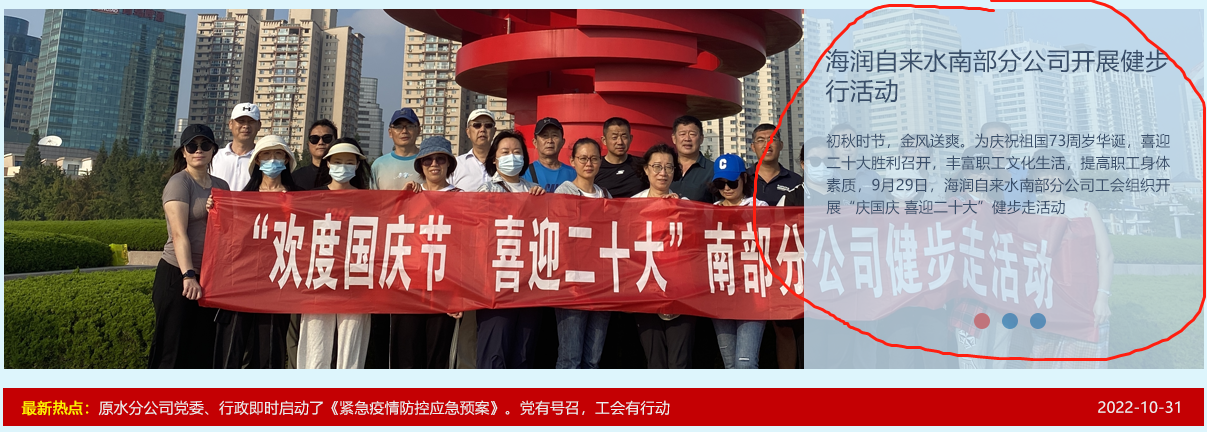 海润自来水南部分公司开展健步
行活动
初秋时节，金风送爽。为庆祝祖国73周岁华诞，喜迎
二十大胜利召开，丰富职工文化生活，提高职工身体
素质，9月29日，海润自来水南部分公司工会组织开
展“庆国庆 喜迎二十大”健步走活动
“欢度国庆节 喜迎二十大”南部分公司健步走活动
最新热点：原水分公司党委、行政即时启动了《紧急疫情防控应急预案》。党有号召，工会有行动 2022-10-31